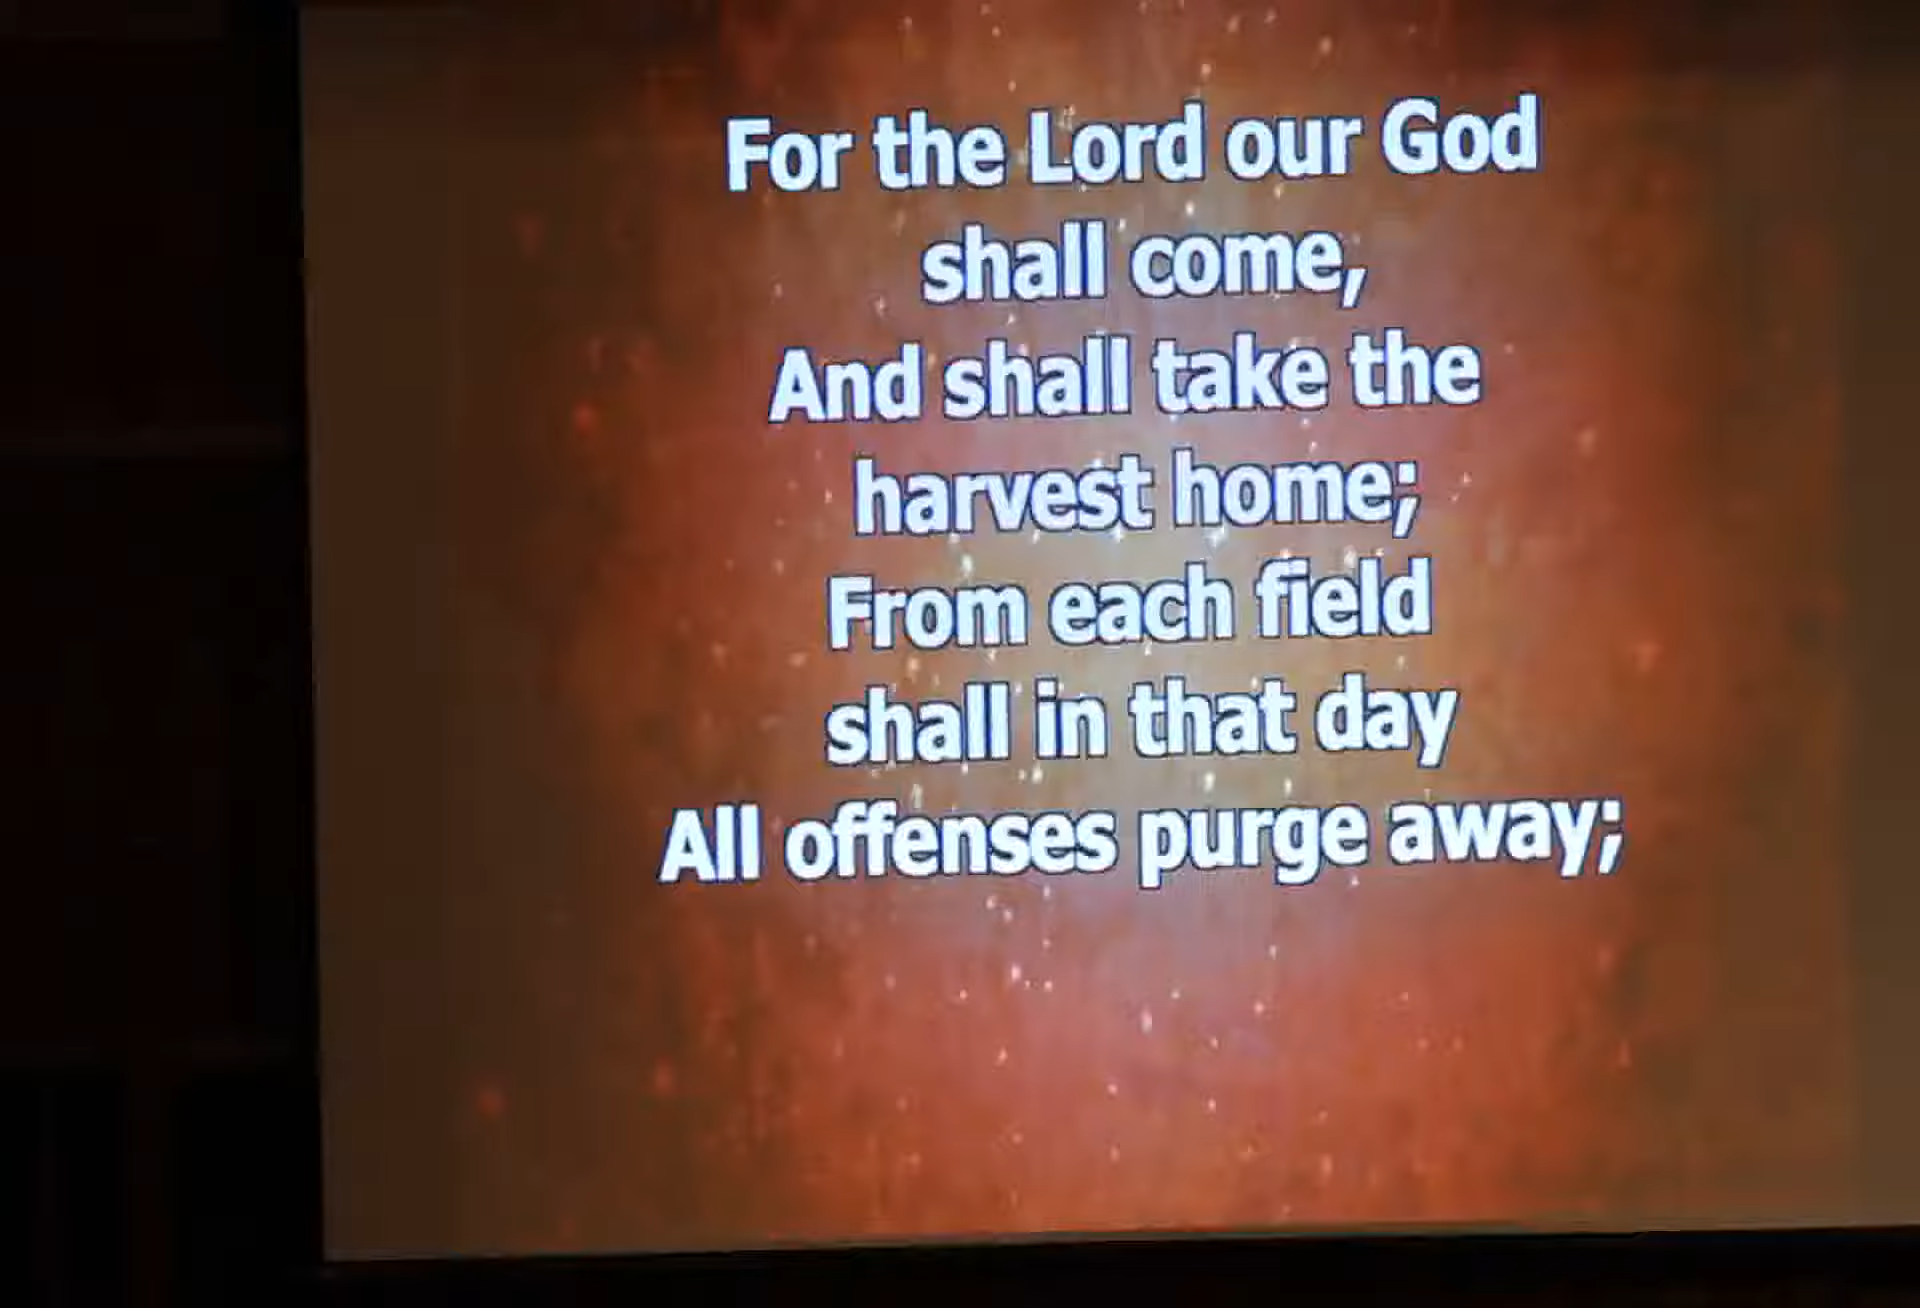 For the Lord our God
shall come,
And shall take the
harvest home;
From each field
shall in that day
All offenses purge away;